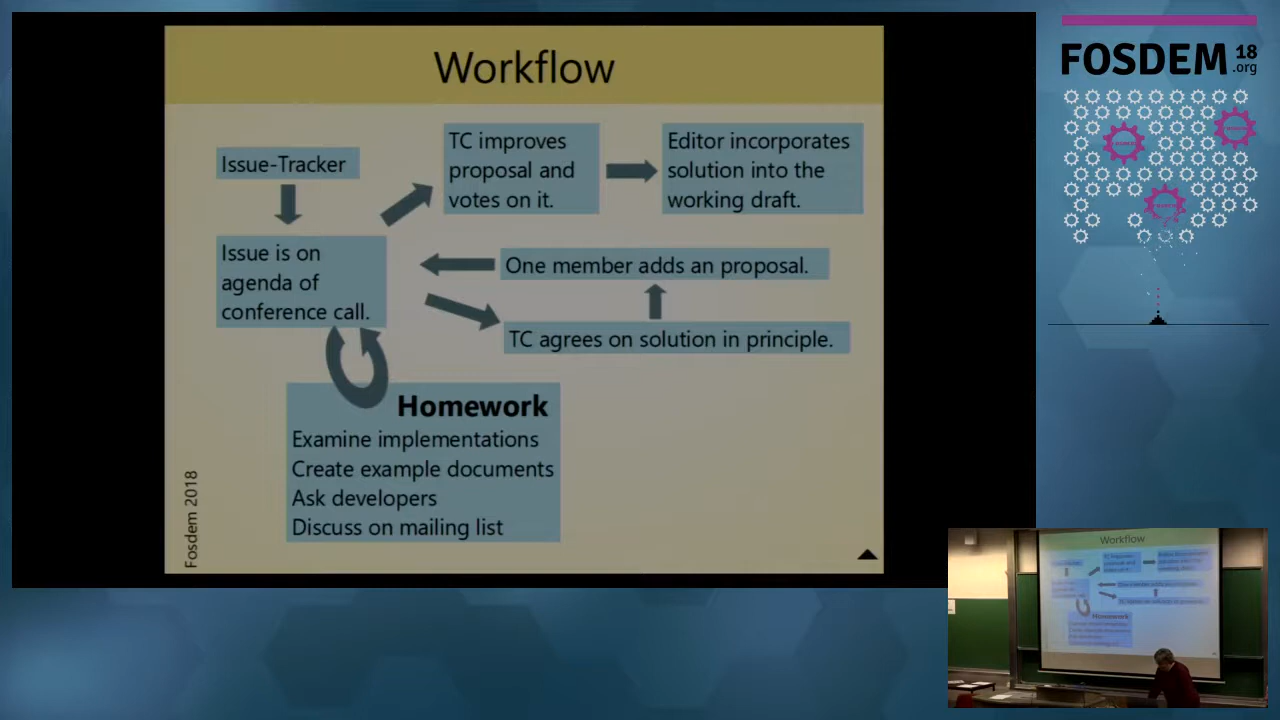 Workflow
Issue-Tracker
TC improves
proposal and
votes on it.
Editor incorporates
solution into the
working draft.
Issue is on
agenda of
conference call.
One member adds an proposal.
TC agrees on solution in principle.
Homework
Examine implementations
Create example documents
Ask developers
Discuss on mailing list
Fosdem 2018
FOSDEM 18
.org
Workflow
Homework